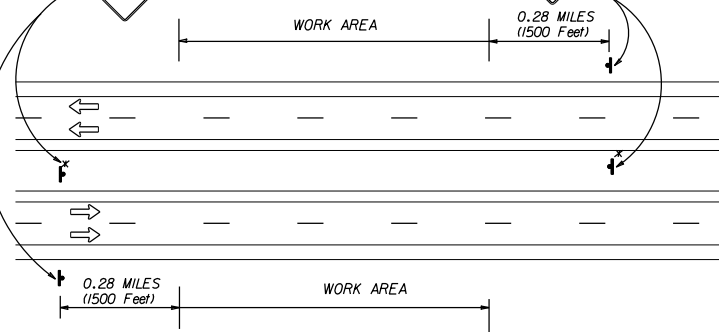 WORK AREA
0.28 MILES
(1500 Feet)
*
*
0.28 MILES
(1500 Feet)
WORK AREA